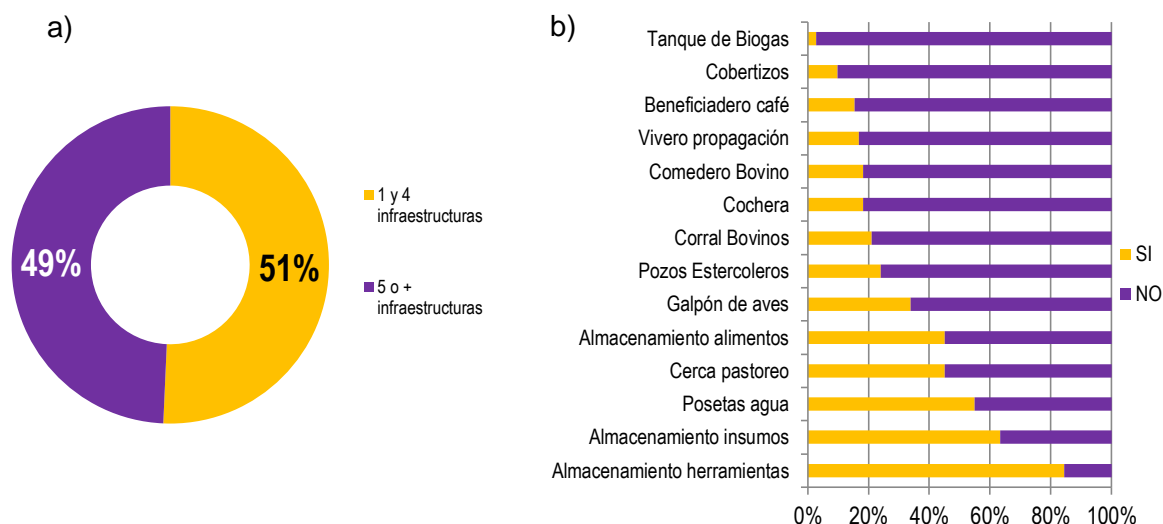 a)
49%
51%
1 y 4
infraestructuras
5 o +
infraestructuras
b)
Tanque de Biogas
Cobertizos
Beneficiadero café
Vivero propagación
Comedero Bovino
Cochera
Corral Bovinos
Pozos Estercoleros
Galpón de aves
Almacenamiento alimentos
Cerca pastoreo
Posetas agua
Almacenamiento insumos
Almacenamiento herramientas
0% 20% 40% 60% 80% 100%
SI
NO